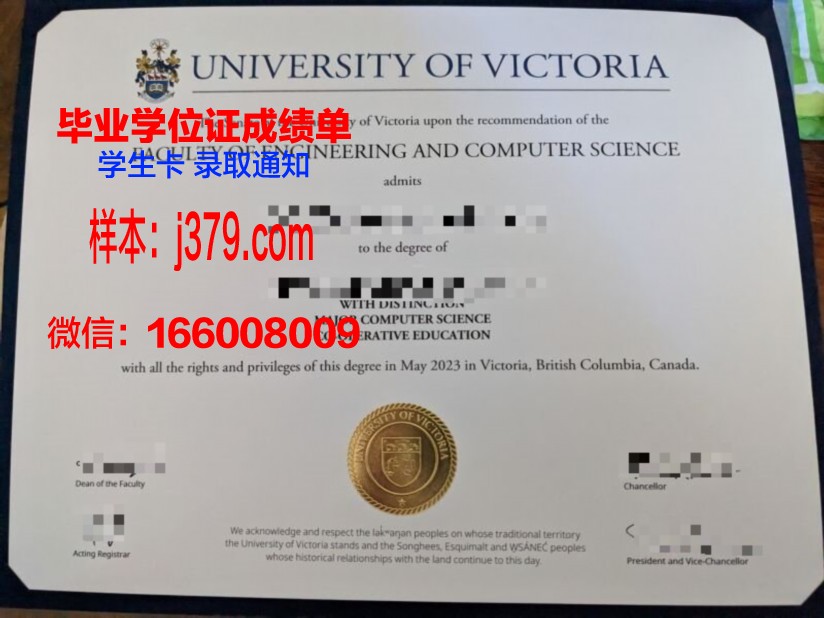 UNIVERSITY OF VICTORIA
毕业学位证成绩单
of Victoria upon the recommendation of the
FACULTY OF ENGINEERING AND COMPUTER SCIENCE
学生卡 录取通知
admits
样本：j379.com
to the degree of
WITH DISTINCTION
MAJOR COMPUTER SCIENCE
微信：166008009
CO-OPERATIVE EDUCATION
with all the rights and privileges of this degree in May 2023 in Victoria, British Columbia, Canada.
UNIVERSITY OF VICTORIA
Dean of the Faculty
Chancellor
Acting Registrar
President and Vice-Chancellor
We acknowledge and respect the lək̓ʷəŋən peoples on whose traditional territory
the University of Victoria stands and the Songhees, Esquimalt and W̱SÁNEĆ peoples
whose historical relationships with the land continue to this day.